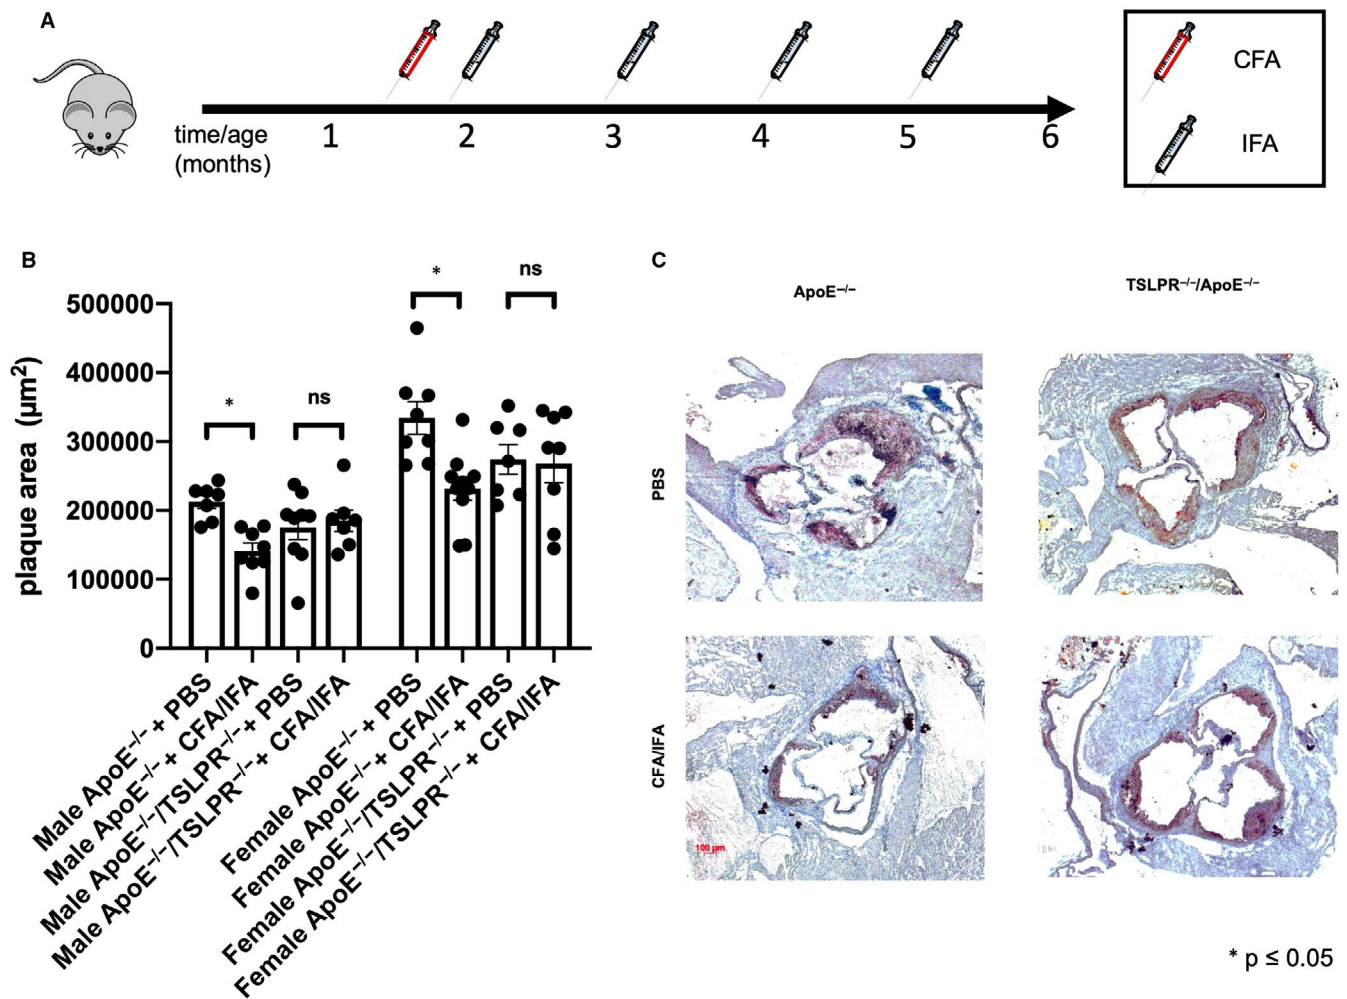 A
CFA
IFA
time/age
(months)
1 2 3 4 5 6
B
plaque area (µm²)
500000
400000
300000
200000
100000
0
*
ns
*
ns
Male ApoE–/–+ PBS
Male ApoE–/–+ CFA/IFA
Male ApoE–/–/TSLPR–/–+ PBS
Male ApoE–/–/TSLPR–/–+ CFA/IFA
Female ApoE–/–+ PBS
Female ApoE–/–+ CFA/IFA
Female ApoE–/–/TSLPR–/–+ PBS
Female ApoE–/–/TSLPR–/–+ CFA/IFA
C
ApoE–/–
TSLPR–/–/ApoE–/–
PBS
CFA/IFA
100 µm
* p ≤ 0.05